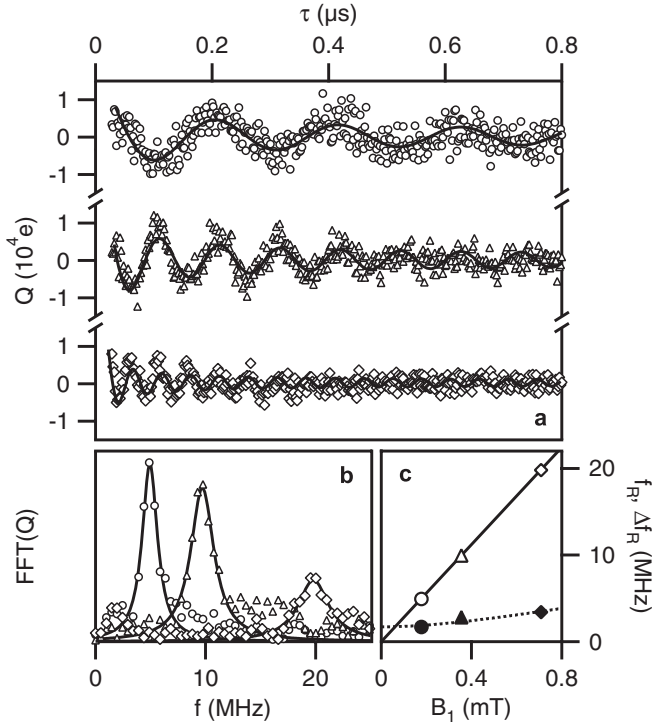 τ (µs)
0 0.2 0.4 0.6 0.8
1
0
-1
1
0
-1
1
0
-1
Q (10⁴e)
a
b
FFT(Q)
0 10 20
f (MHz)
c
20
10
0
f_R, Δf_R (MHz)
0 0.4 0.8
B₁ (mT)